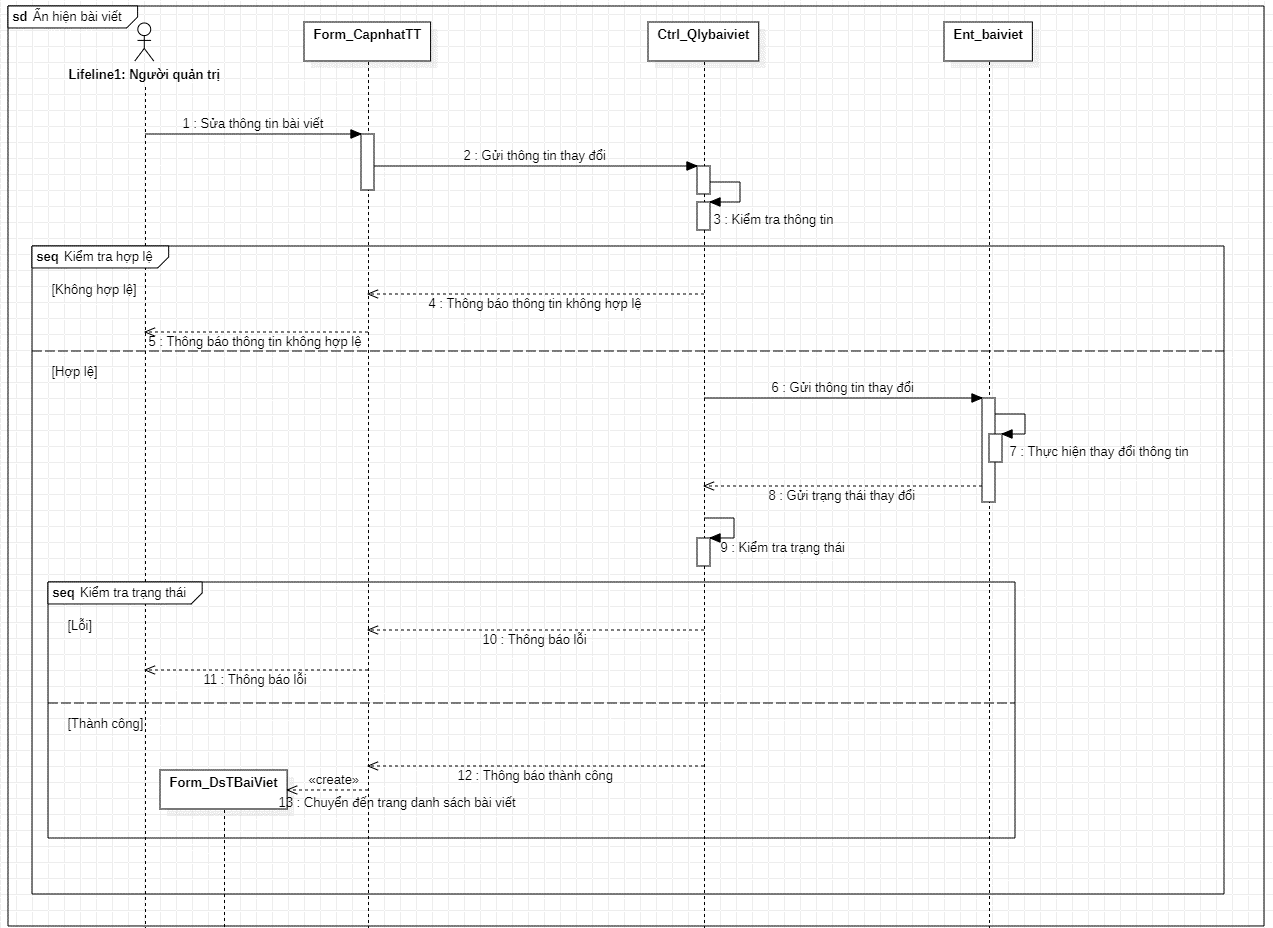 sd Ẩn hiện bài viết
Form_CapnhatTT
Ctrl_Qlybaiviet
Ent_baiviet
Lifeline1: Người quản trị
1 : Sửa thông tin bài viết
2 : Gửi thông tin thay đổi
3 : Kiểm tra thông tin
seq Kiểm tra hợp lệ
[Không hợp lệ]
4 : Thông báo thông tin không hợp lệ
5 : Thông báo thông tin không hợp lệ
[Hợp lệ]
6 : Gửi thông tin thay đổi
7 : Thực hiện thay đổi thông tin
8 : Gửi trạng thái thay đổi
9 : Kiểm tra trạng thái
seq Kiểm tra trạng thái
[Lỗi]
10 : Thông báo lỗi
11 : Thông báo lỗi
[Thành công]
12 : Thông báo thành công
«create»
Form_DsTBaiViet
13 : Chuyển đến trang danh sách bài viết